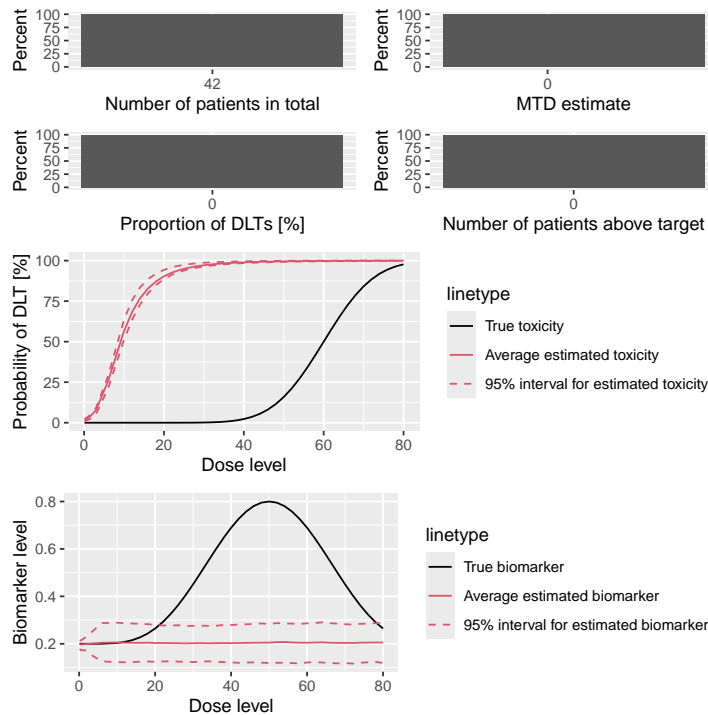 Percent
100
75
50
25
0
42
Number of patients in total
Percent
100
75
50
25
0
0
MTD estimate
Percent
100
75
50
25
0
0
Proportion of DLTs [%]
Percent
100
75
50
25
0
0
Number of patients above target
Probability of DLT [%]
100
75
50
25
0
0 20 40 60 80
Dose level
linetype
True toxicity
Average estimated toxicity
95% interval for estimated toxicity
Biomarker level
0.8
0.6
0.4
0.2
0 20 40 60 80
Dose level
linetype
True biomarker
Average estimated biomarker
95% interval for estimated biomarker